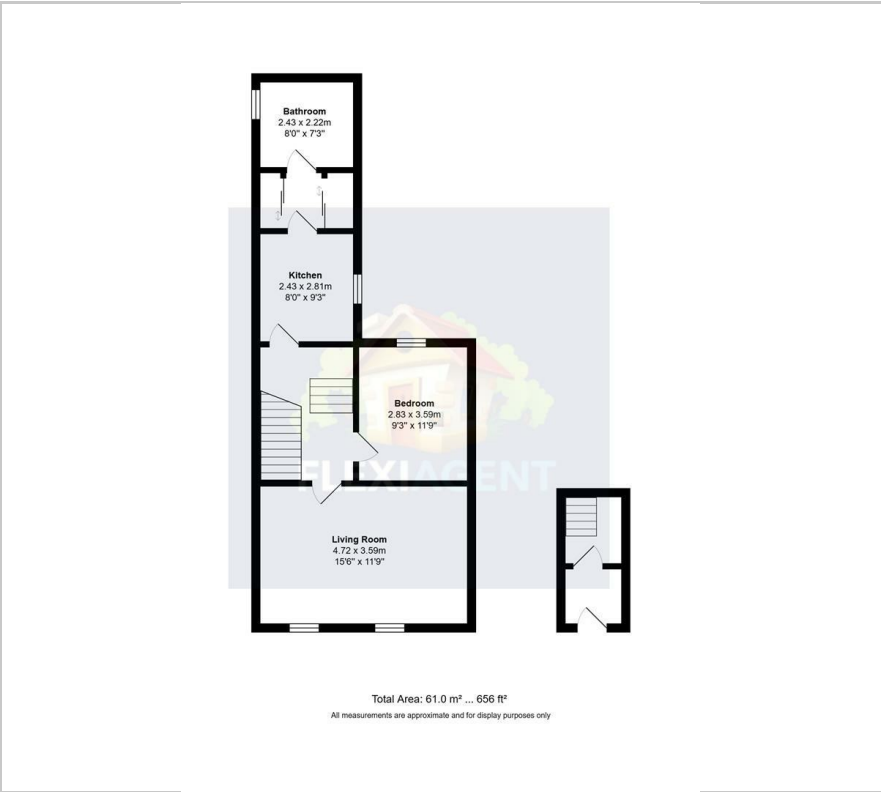 Bathroom
2.43 x 2.22m
8'0" x 7'3"
Kitchen
2.43 x 2.81m
8'0" x 9'3"
Bedroom
2.83 x 3.59m
9'3" x 11'9"
FLEXIAGENT
Living Room
4.72 x 3.59m
15'6" x 11'9"
Total Area: 61.0 m² ... 656 ft²
All measurements are approximate and for display purposes only